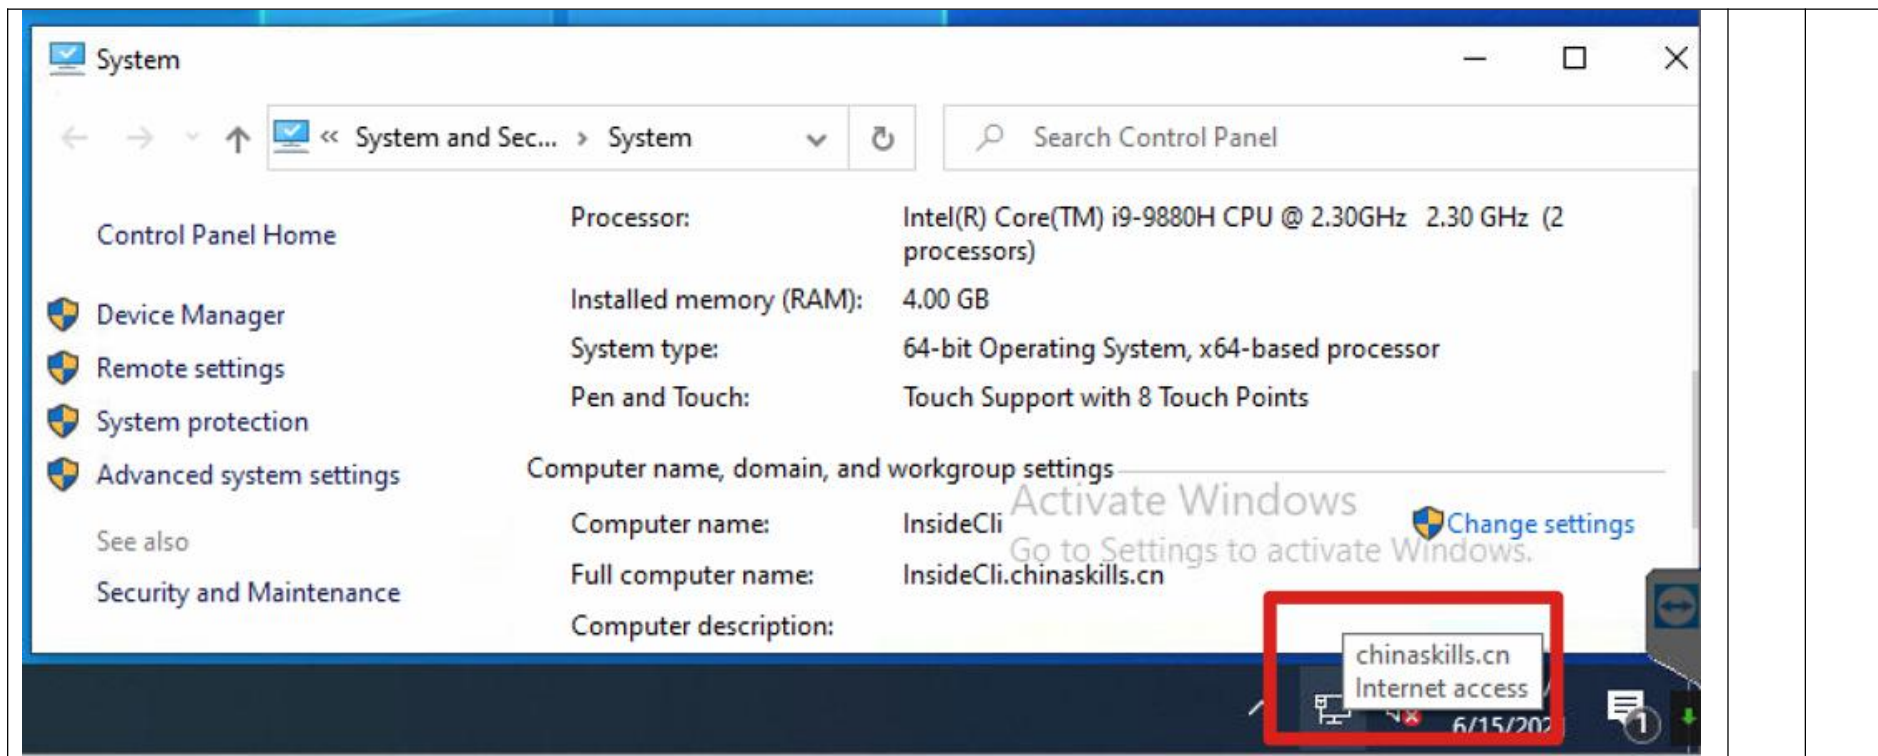 System
« System and Sec... › System
Search Control Panel
Control Panel Home
Device Manager
Remote settings
System protection
Advanced system settings
See also
Security and Maintenance
Processor: Intel(R) Core(TM) i9-9880H CPU @ 2.30GHz 2.30 GHz (2
processors)
Installed memory (RAM): 4.00 GB
System type: 64-bit Operating System, x64-based processor
Pen and Touch: Touch Support with 8 Touch Points
Computer name, domain, and workgroup settings
Computer name: InsideCli
Change settings
Full computer name: InsideCli.chinaskills.cn
Computer description:
Activate Windows
Go to Settings to activate Windows.
chinaskills.cn
Internet access
1